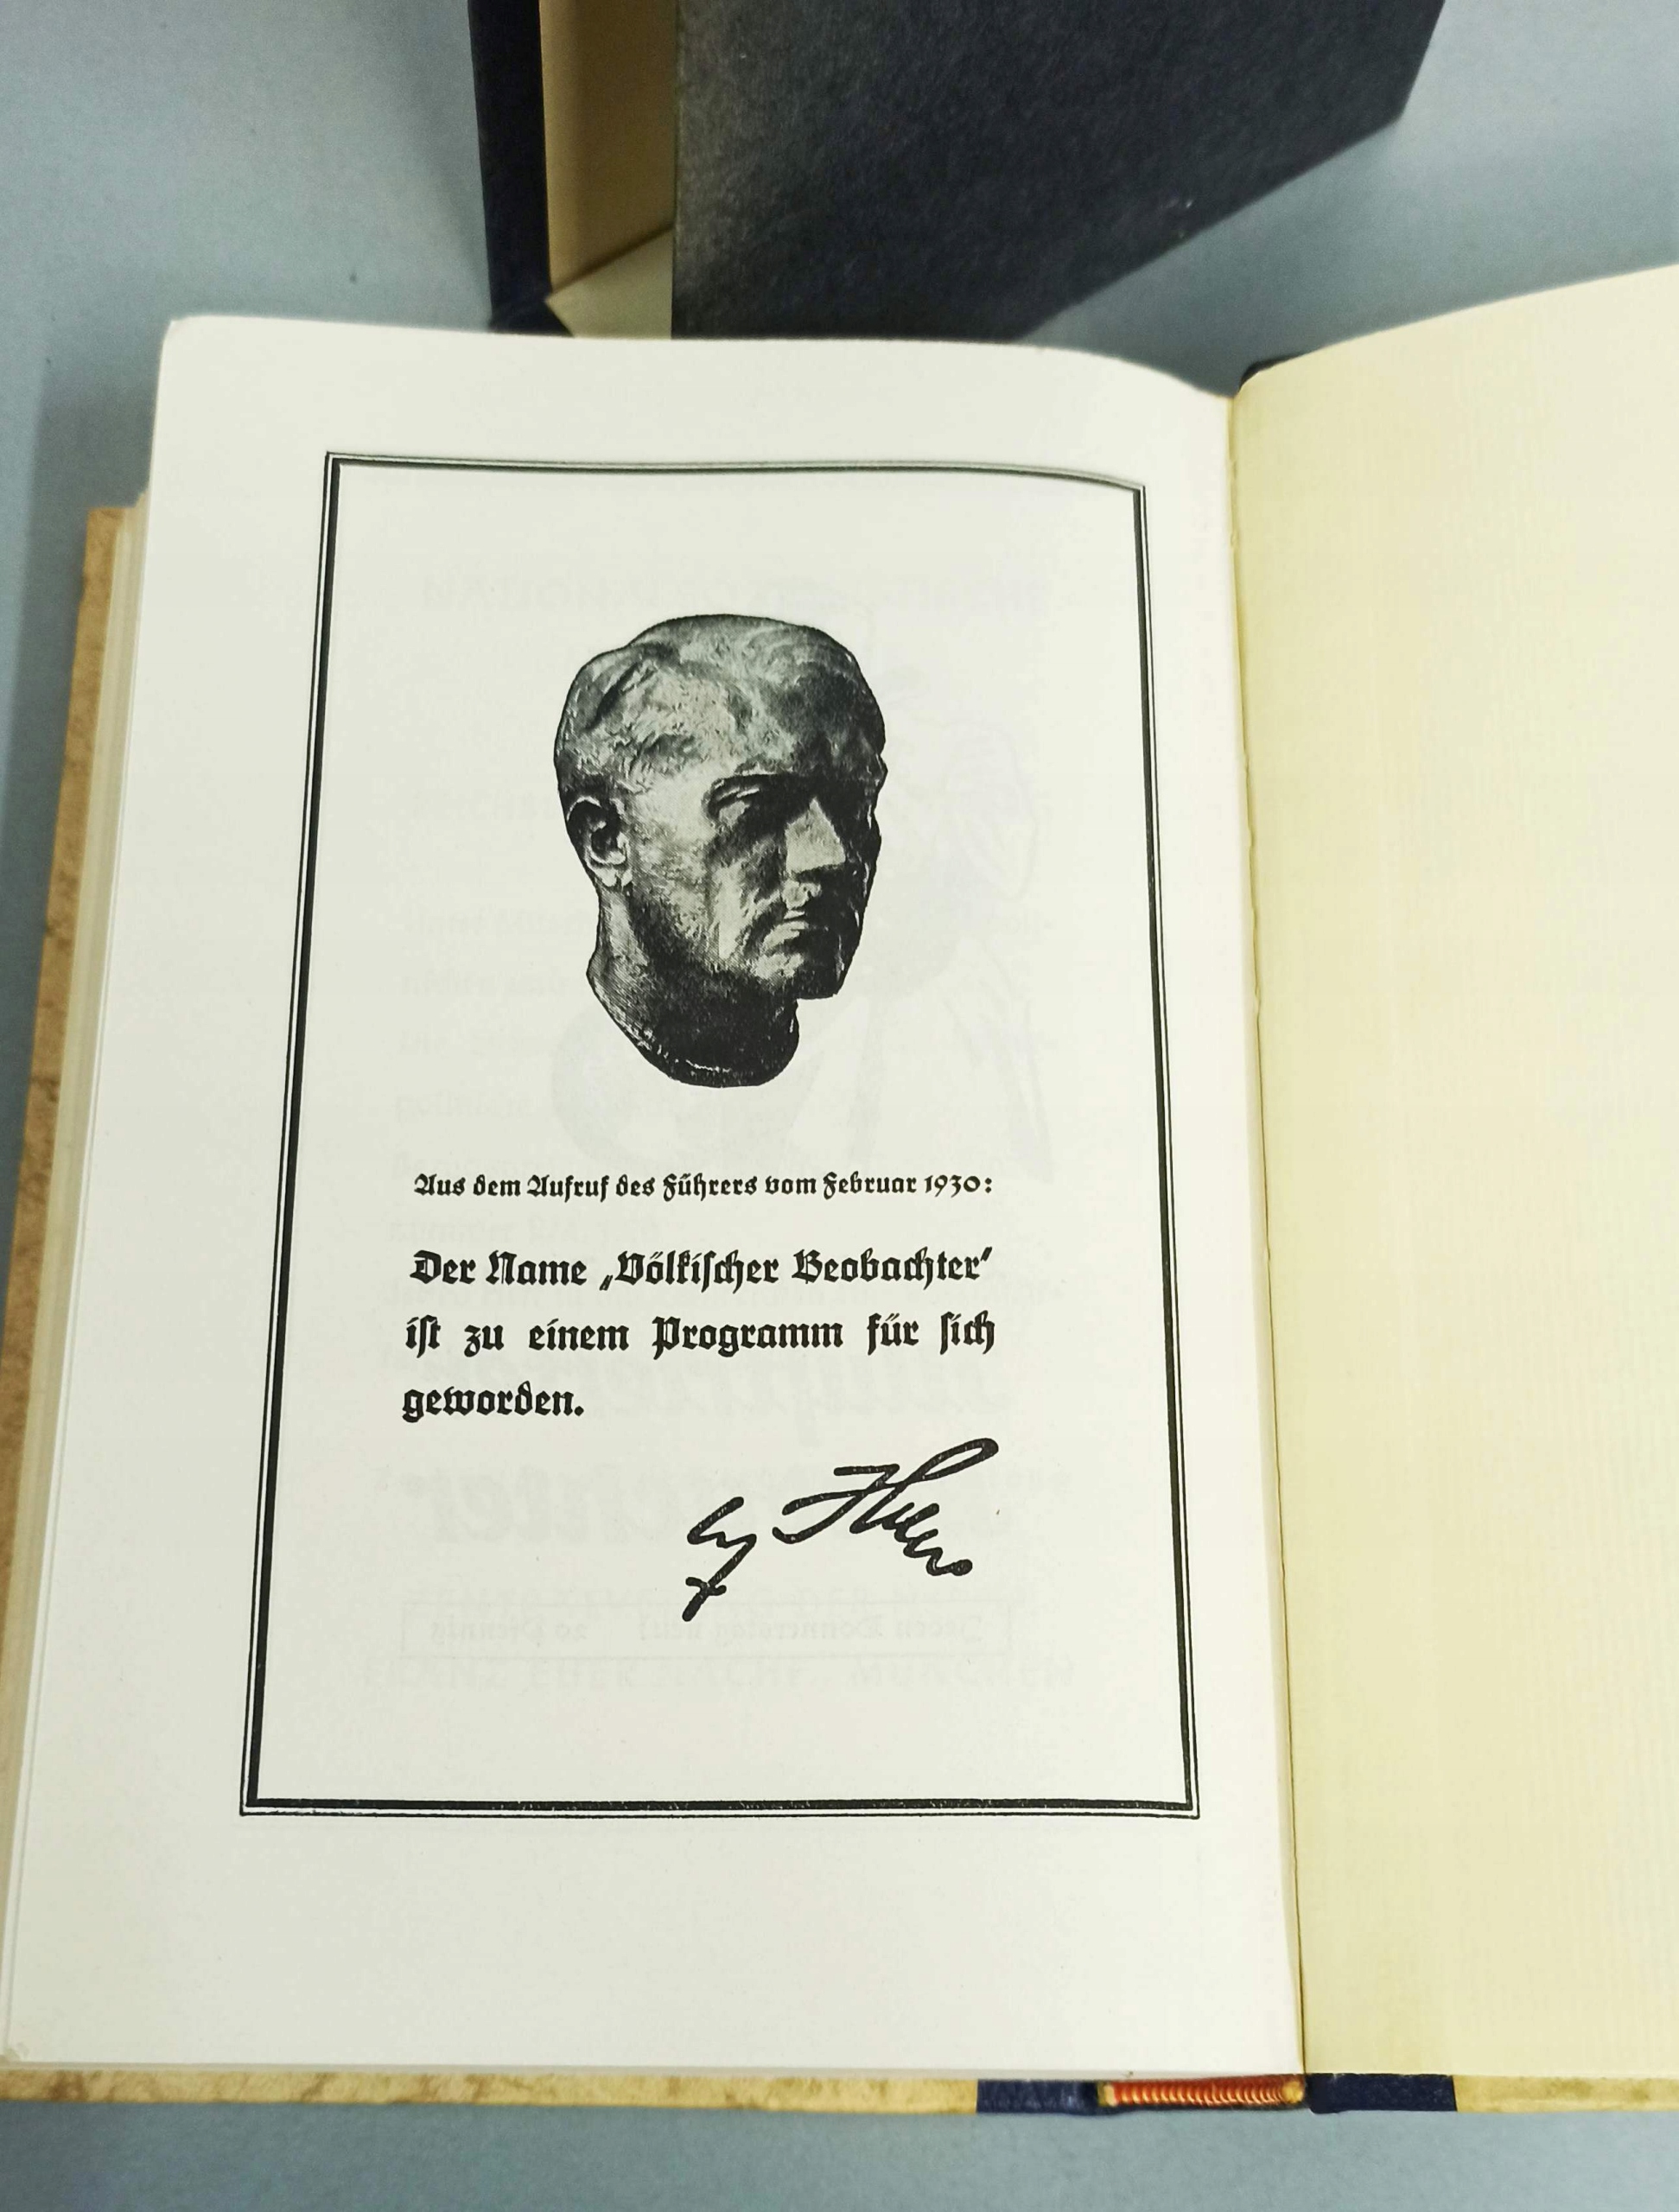 Aus dem Aufruf des Führers vom Februar 1930:
Der Name „Völkischer Beobachter"
ist zu einem Programm für sich
geworden.